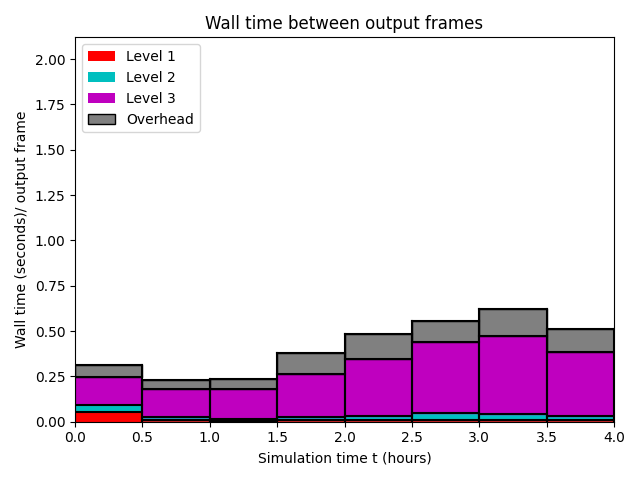 Wall time between output frames
Level 1
Level 2
Level 3
Overhead
Wall time (seconds)/ output frame
2.00
1.75
1.50
1.25
1.00
0.75
0.50
0.25
0.00
0.0 0.5 1.0 1.5 2.0 2.5 3.0 3.5 4.0
Simulation time t (hours)